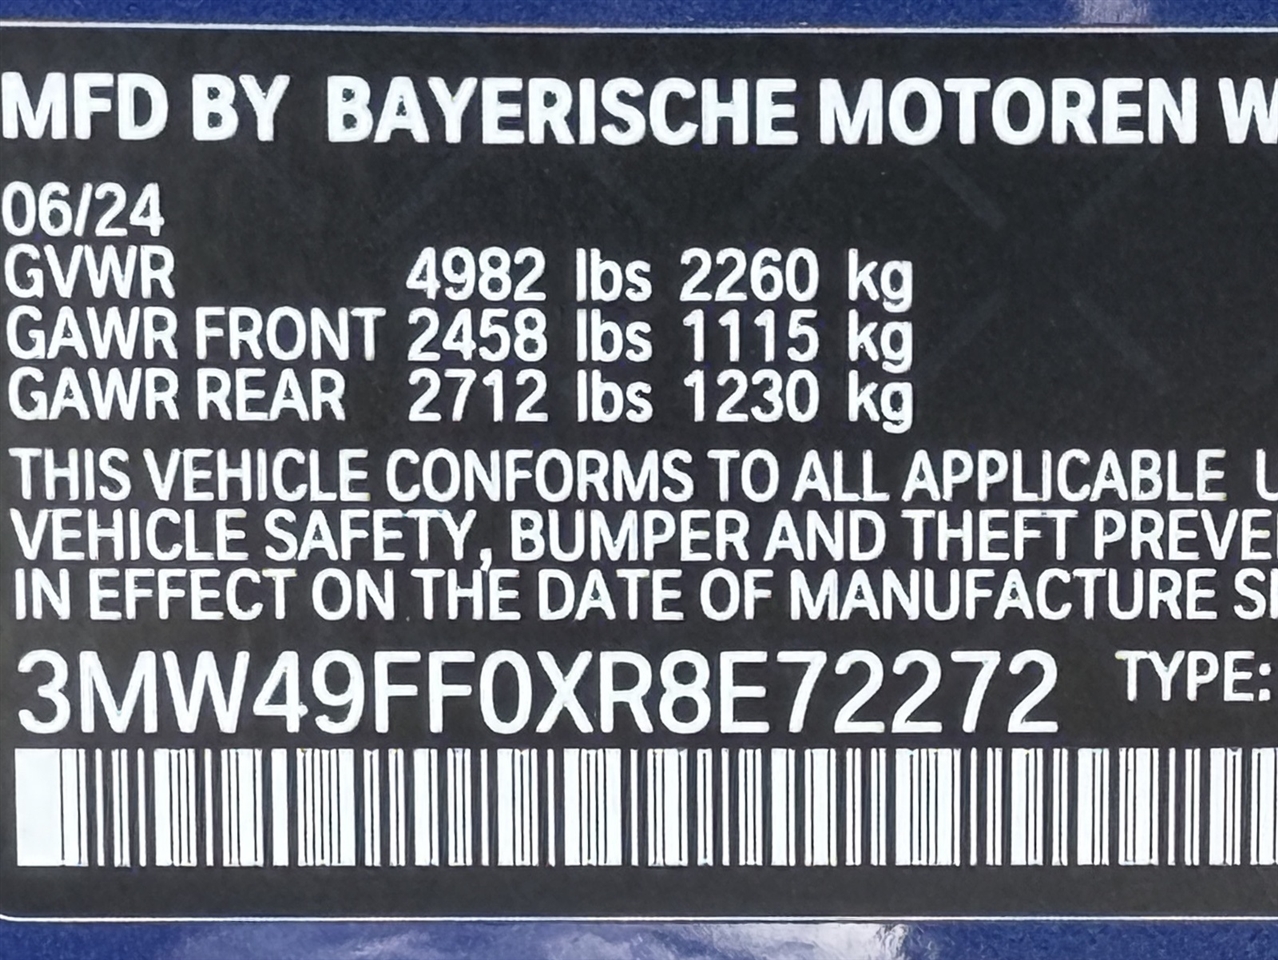 MFD BY BAYERISCHE MOTOREN W
06/24
GVWR 4982 lbs 2260 kg
GAWR FRONT 2458 lbs 1115 kg
GAWR REAR 2712 lbs 1230 kg
THIS VEHICLE CONFORMS TO ALL APPLICABLE U
VEHICLE SAFETY, BUMPER AND THEFT PREVE
IN EFFECT ON THE DATE OF MANUFACTURE S
3MW49FF0XR8E72272 TYPE: